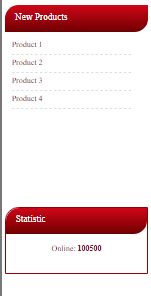 New Products
Product 1
Product 2
Product 3
Product 4
Statistic
Online: 100500